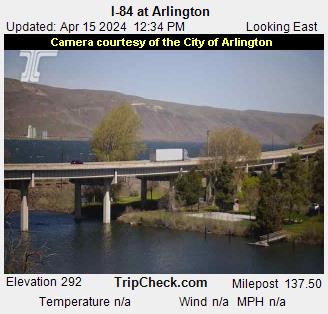 I-84 at Arlington
Updated: Apr 15 2024 12:34 PM Looking East
Camera courtesy of the City of Arlington
Elevation 292 TripCheck.com Milepost 137.50
Temperature n/a Wind n/a MPH n/a